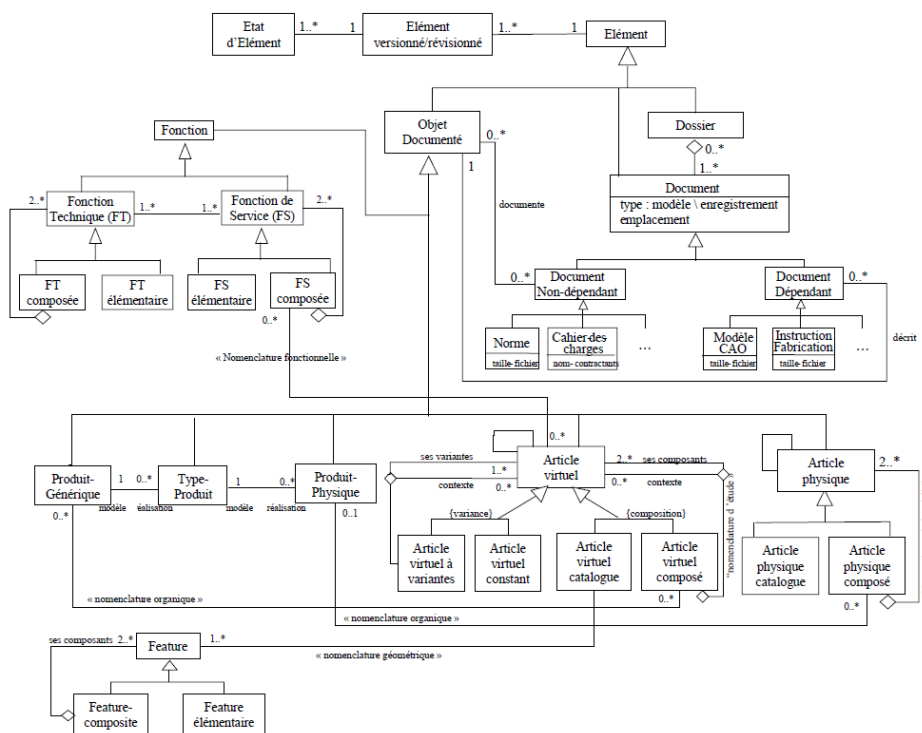 Etat
d'Elément
1..*
1
Elément
versionné/révisionné
1..*
1
Elément
Fonction
Objet
Documenté
0..*
1
Dossier
0..*
1..*
Document
type : modèle \ enregistrement
emplacement
2..*
Fonction
Technique (FT)
1..*
1..*
Fonction de
Service (FS)
2..*
documente
FT
composée
FT
élémentaire
FS
élémentaire
FS
composée
0..*
0..*
Document
Non-dépendant
Document
Dépendant
0..*
Norme
taille-fichier
Cahier-des
charges
nom- contractants
...
Modèle
CAO
taille-fichier
Instruction
Fabrication
taille-fichier
...
décrit
« Nomenclature fonctionnelle »
0..*
Produit-
Générique
0..*
1
0..*
modèle
éalisation
Type-
Produit
1
0..*
modèle
réalisation
Produit-
Physique
0..1
ses variantes
1..*
contexte
0..*
Article
virtuel
2..*
ses composants
0..*
contexte
Article
physique
2..*
{variance}
{composition}
"nomenclature d 'étude »
Article
virtuel à
variantes
Article
virtuel
constant
Article
virtuel
catalogue
Article
virtuel
composé
0..*
Article
physique
catalogue
Article
physique
composé
0..*
« nomenclature organique »
« nomenclature organique »
ses composants
2..*
Feature
1..*
« nomenclature géométrique »
Feature-
composite
Feature
élémentaire